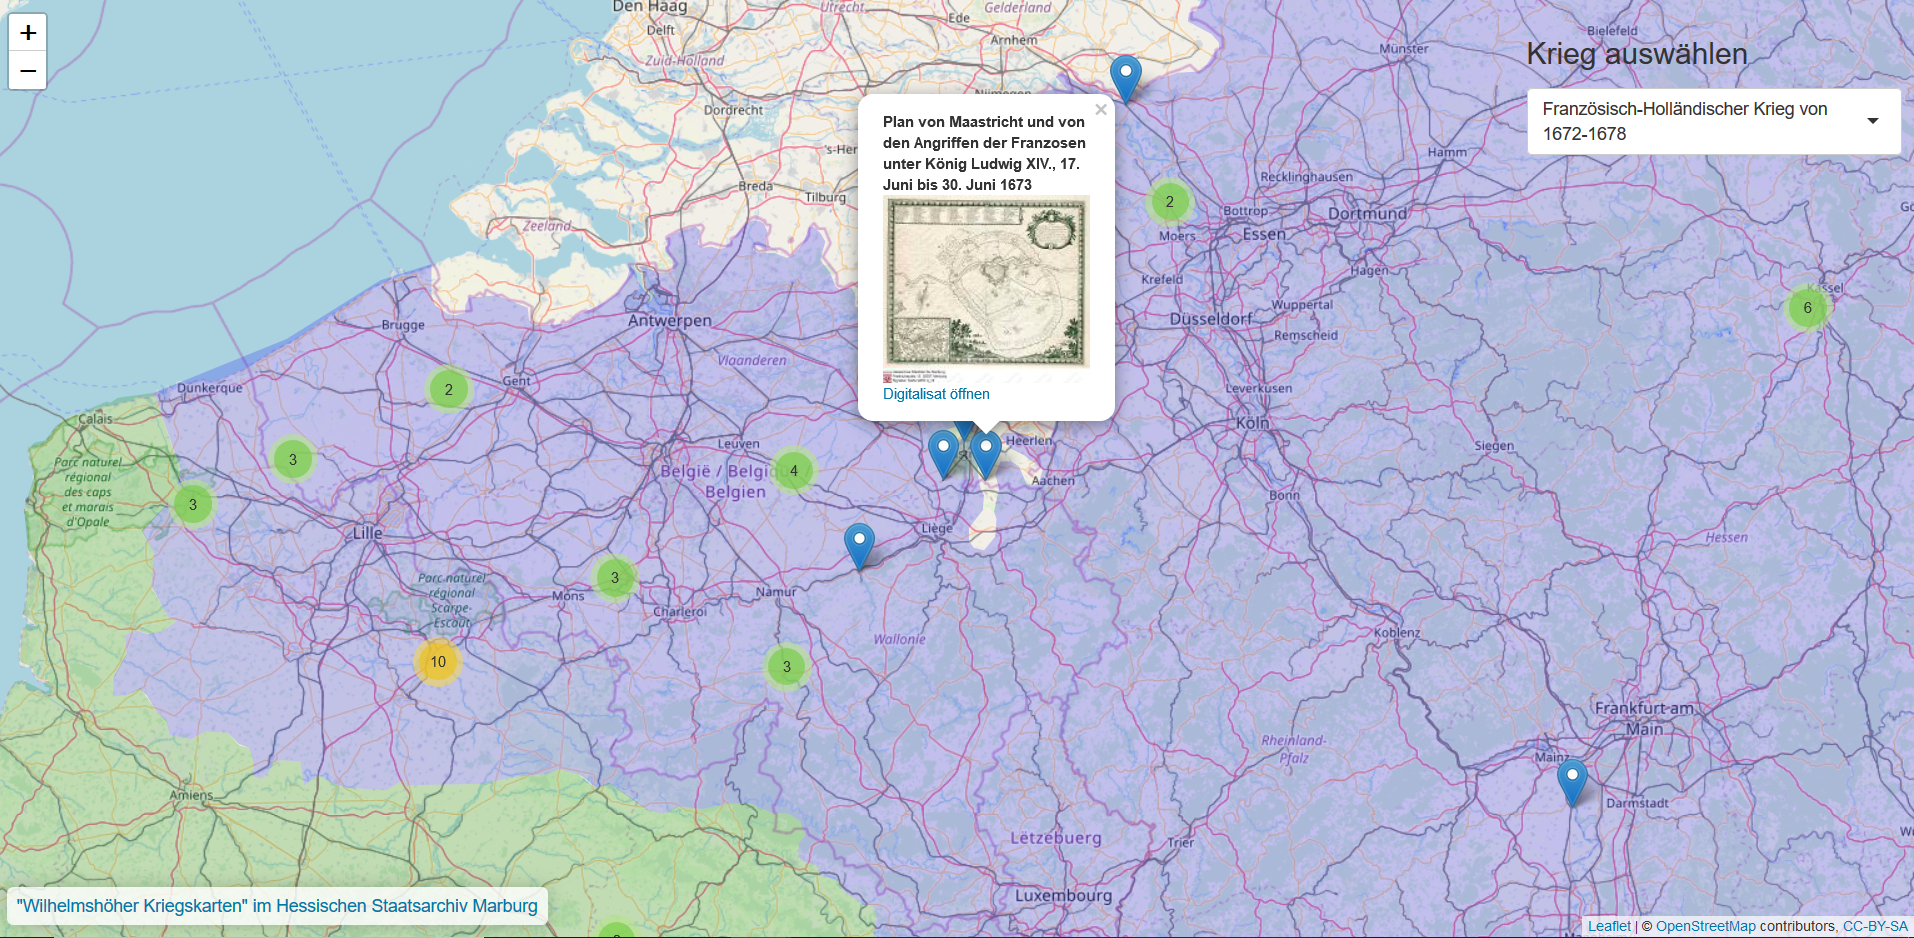 +
−
Krieg auswählen
Französisch-Holländischer Krieg von
1672-1678
×
Plan von Maastricht und von
den Angriffen der Franzosen
unter König Ludwig XIV., 17.
Juni bis 30. Juni 1673
Digitalisat öffnen
Den Haag
Delft
Zuid-Holland
Utrecht
Ede
Gelderland
Arnhem
Nijmegen
Dordrecht
's-Her
Breda
Tilburg
Zeeland
Münster
Bielefeld
Hamm
Recklinghausen
2
Moers
Bottrop
Essen
Dortmund
Hagen
Krefeld
Wuppertal
Düsseldorf
Remscheid
Kassel
6
Antwerpen
Brugge
Vlaanderen
Gent
2
Dunkerque
Calais
Leverkusen
Köln
Siegen
Leuven
België / Belgique /
Belgien
4
Heerlen
Aachen
Bonn
3
3
Parc naturel
régional
des caps
et marais
d'Opale
Lille
Liège
Hessen
3
Parc naturel
régional
Scarpe-
Escaut
Mons
Charleroi
Namur
Wallonie
Koblenz
10
3
Frankfurt am
Main
Rheinland-
Pfalz
Mainz
Darmstadt
Amiens
Lëtzebuerg
Trier
Luxembourg
"Wilhelmshöher Kriegskarten" im Hessischen Staatsarchiv Marburg
Leaflet | © OpenStreetMap contributors, CC-BY-SA